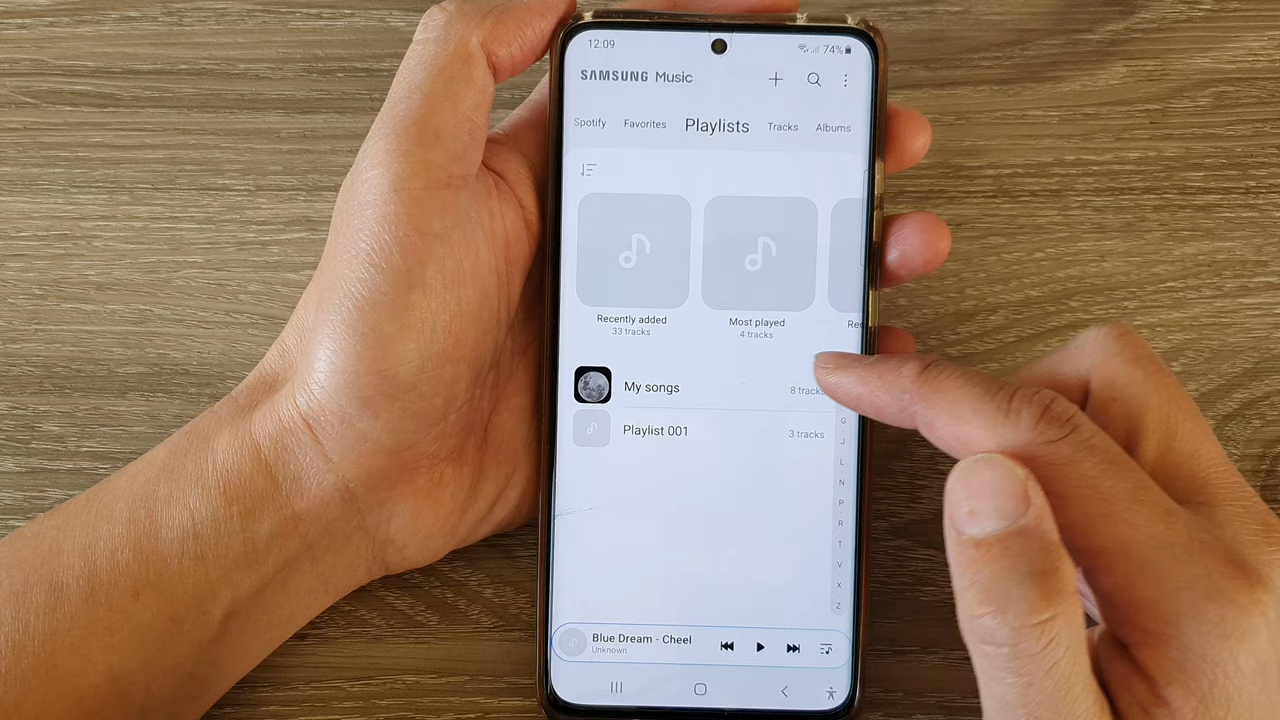 12:09 74%
SAMSUNG Music
Spotify Favorites Playlists Tracks Albums
Recently added
33 tracks
Most played
4 tracks
Rec
My songs 8 tracks
Playlist 001 3 tracks
G
J
L
N
P
R
T
V
X
Z
Blue Dream - Cheel
Unknown